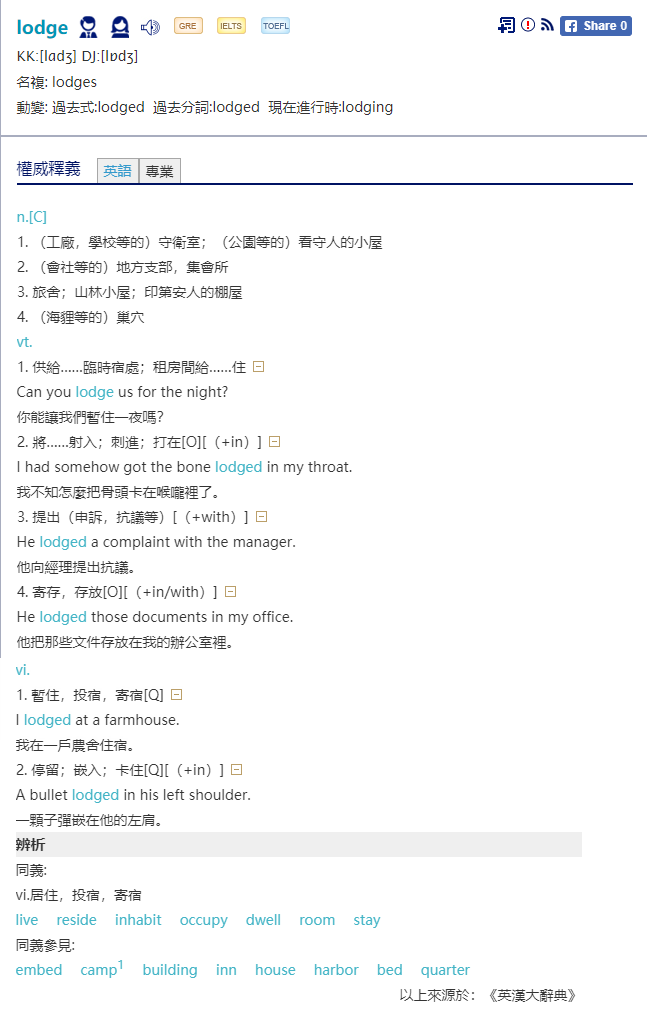 lodge GRE IELTS TOEFL Share 0
KK:[lɑdʒ] DJ:[lɒdʒ]
名複: lodges
動變: 過去式:lodged 過去分詞:lodged 現在進行時:lodging
權威釋義 英語 專業
n.[C]
1. （工廠，學校等的）守衛室；（公園等的）看守人的小屋
2. （會社等的）地方支部，集會所
3. 旅舍；山林小屋；印第安人的棚屋
4. （海貍等的）巢穴
vt.
1. 供給……臨時宿處；租房間給……住
Can you lodge us for the night?
你能讓我們暫住一夜嗎？
2. 將……射入；刺進；打在[O][（+in）]
I had somehow got the bone lodged in my throat.
我不知怎麼把骨頭卡在喉嚨裡了。
3. 提出（申訴，抗議等）[（+with）]
He lodged a complaint with the manager.
他向經理提出抗議。
4. 寄存，存放[O][（+in/with）]
He lodged those documents in my office.
他把那些文件存放在我的辦公室裡。
vi.
1. 暫住，投宿，寄宿[Q]
I lodged at a farmhouse.
我在一戶農舍住宿。
2. 停留；嵌入；卡住[Q][（+in）]
A bullet lodged in his left shoulder.
一顆子彈嵌在他的左肩。
辨析
同義:
vi.居住，投宿，寄宿
live reside inhabit occupy dwell room stay
同義參見:
embed camp1 building inn house harbor bed quarter
以上來源於：《英漢大辭典》